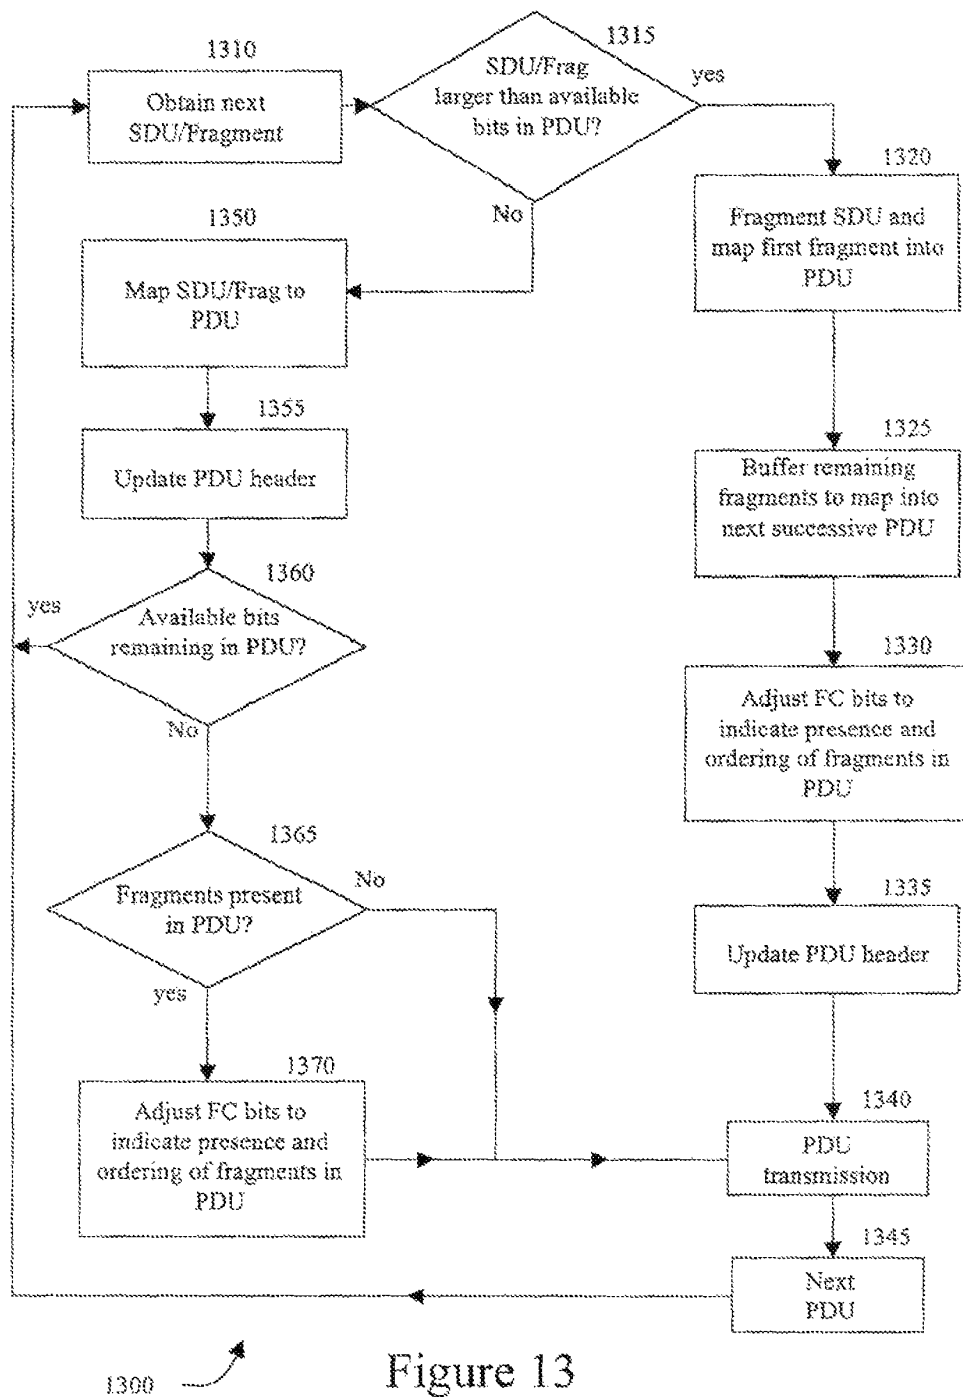 1310
Obtain next
SDU/Fragment
1315
SDU/Frag
larger than available
bits in PDU?
yes
No
1320
Fragment SDU and
map first fragment into
PDU
1325
Buffer remaining
fragments to map into
next successive PDU
1330
Adjust FC bits to
indicate presence and
ordering of fragments in
PDU
1335
Update PDU header
1350
Map SDU/Frag to
PDU
1355
Update PDU header
1360
Available bits
remaining in PDU?
yes
No
1365
Fragments present
in PDU?
No
yes
1370
Adjust FC bits to
indicate presence and
ordering of fragments in
PDU
1340
PDU
transmission
1345
Next
PDU
1300
Figure 13